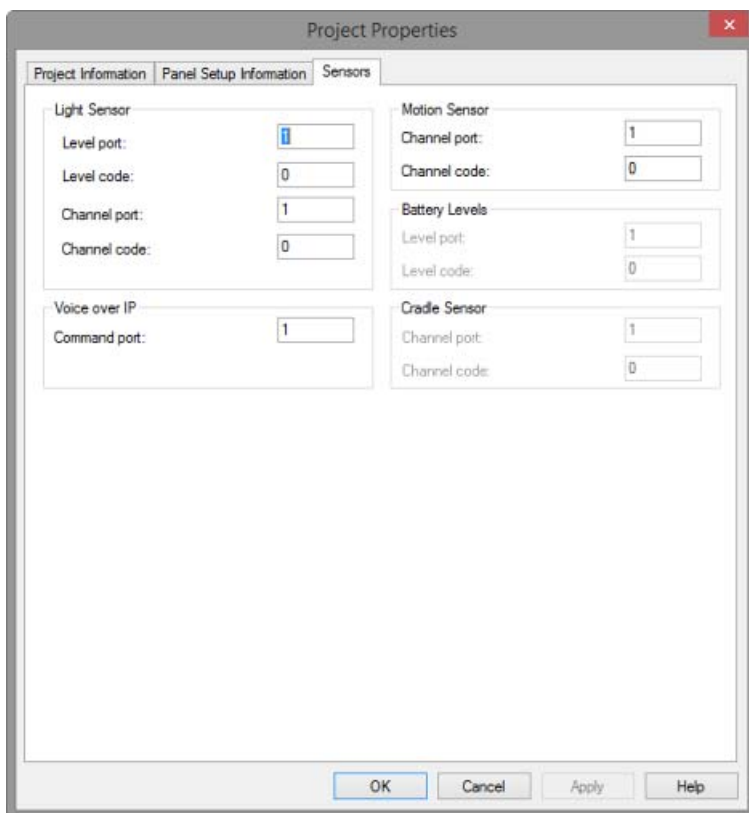 Project Properties
Project Information Panel Setup Information Sensors
Light Sensor
Level port: 1
Level code: 0
Channel port: 1
Channel code: 0
Voice over IP
Command port: 1
Motion Sensor
Channel port: 1
Channel code: 0
Battery Levels
Level port: 1
Level code: 0
Cradle Sensor
Channel port: 1
Channel code: 0
OK Cancel Apply Help